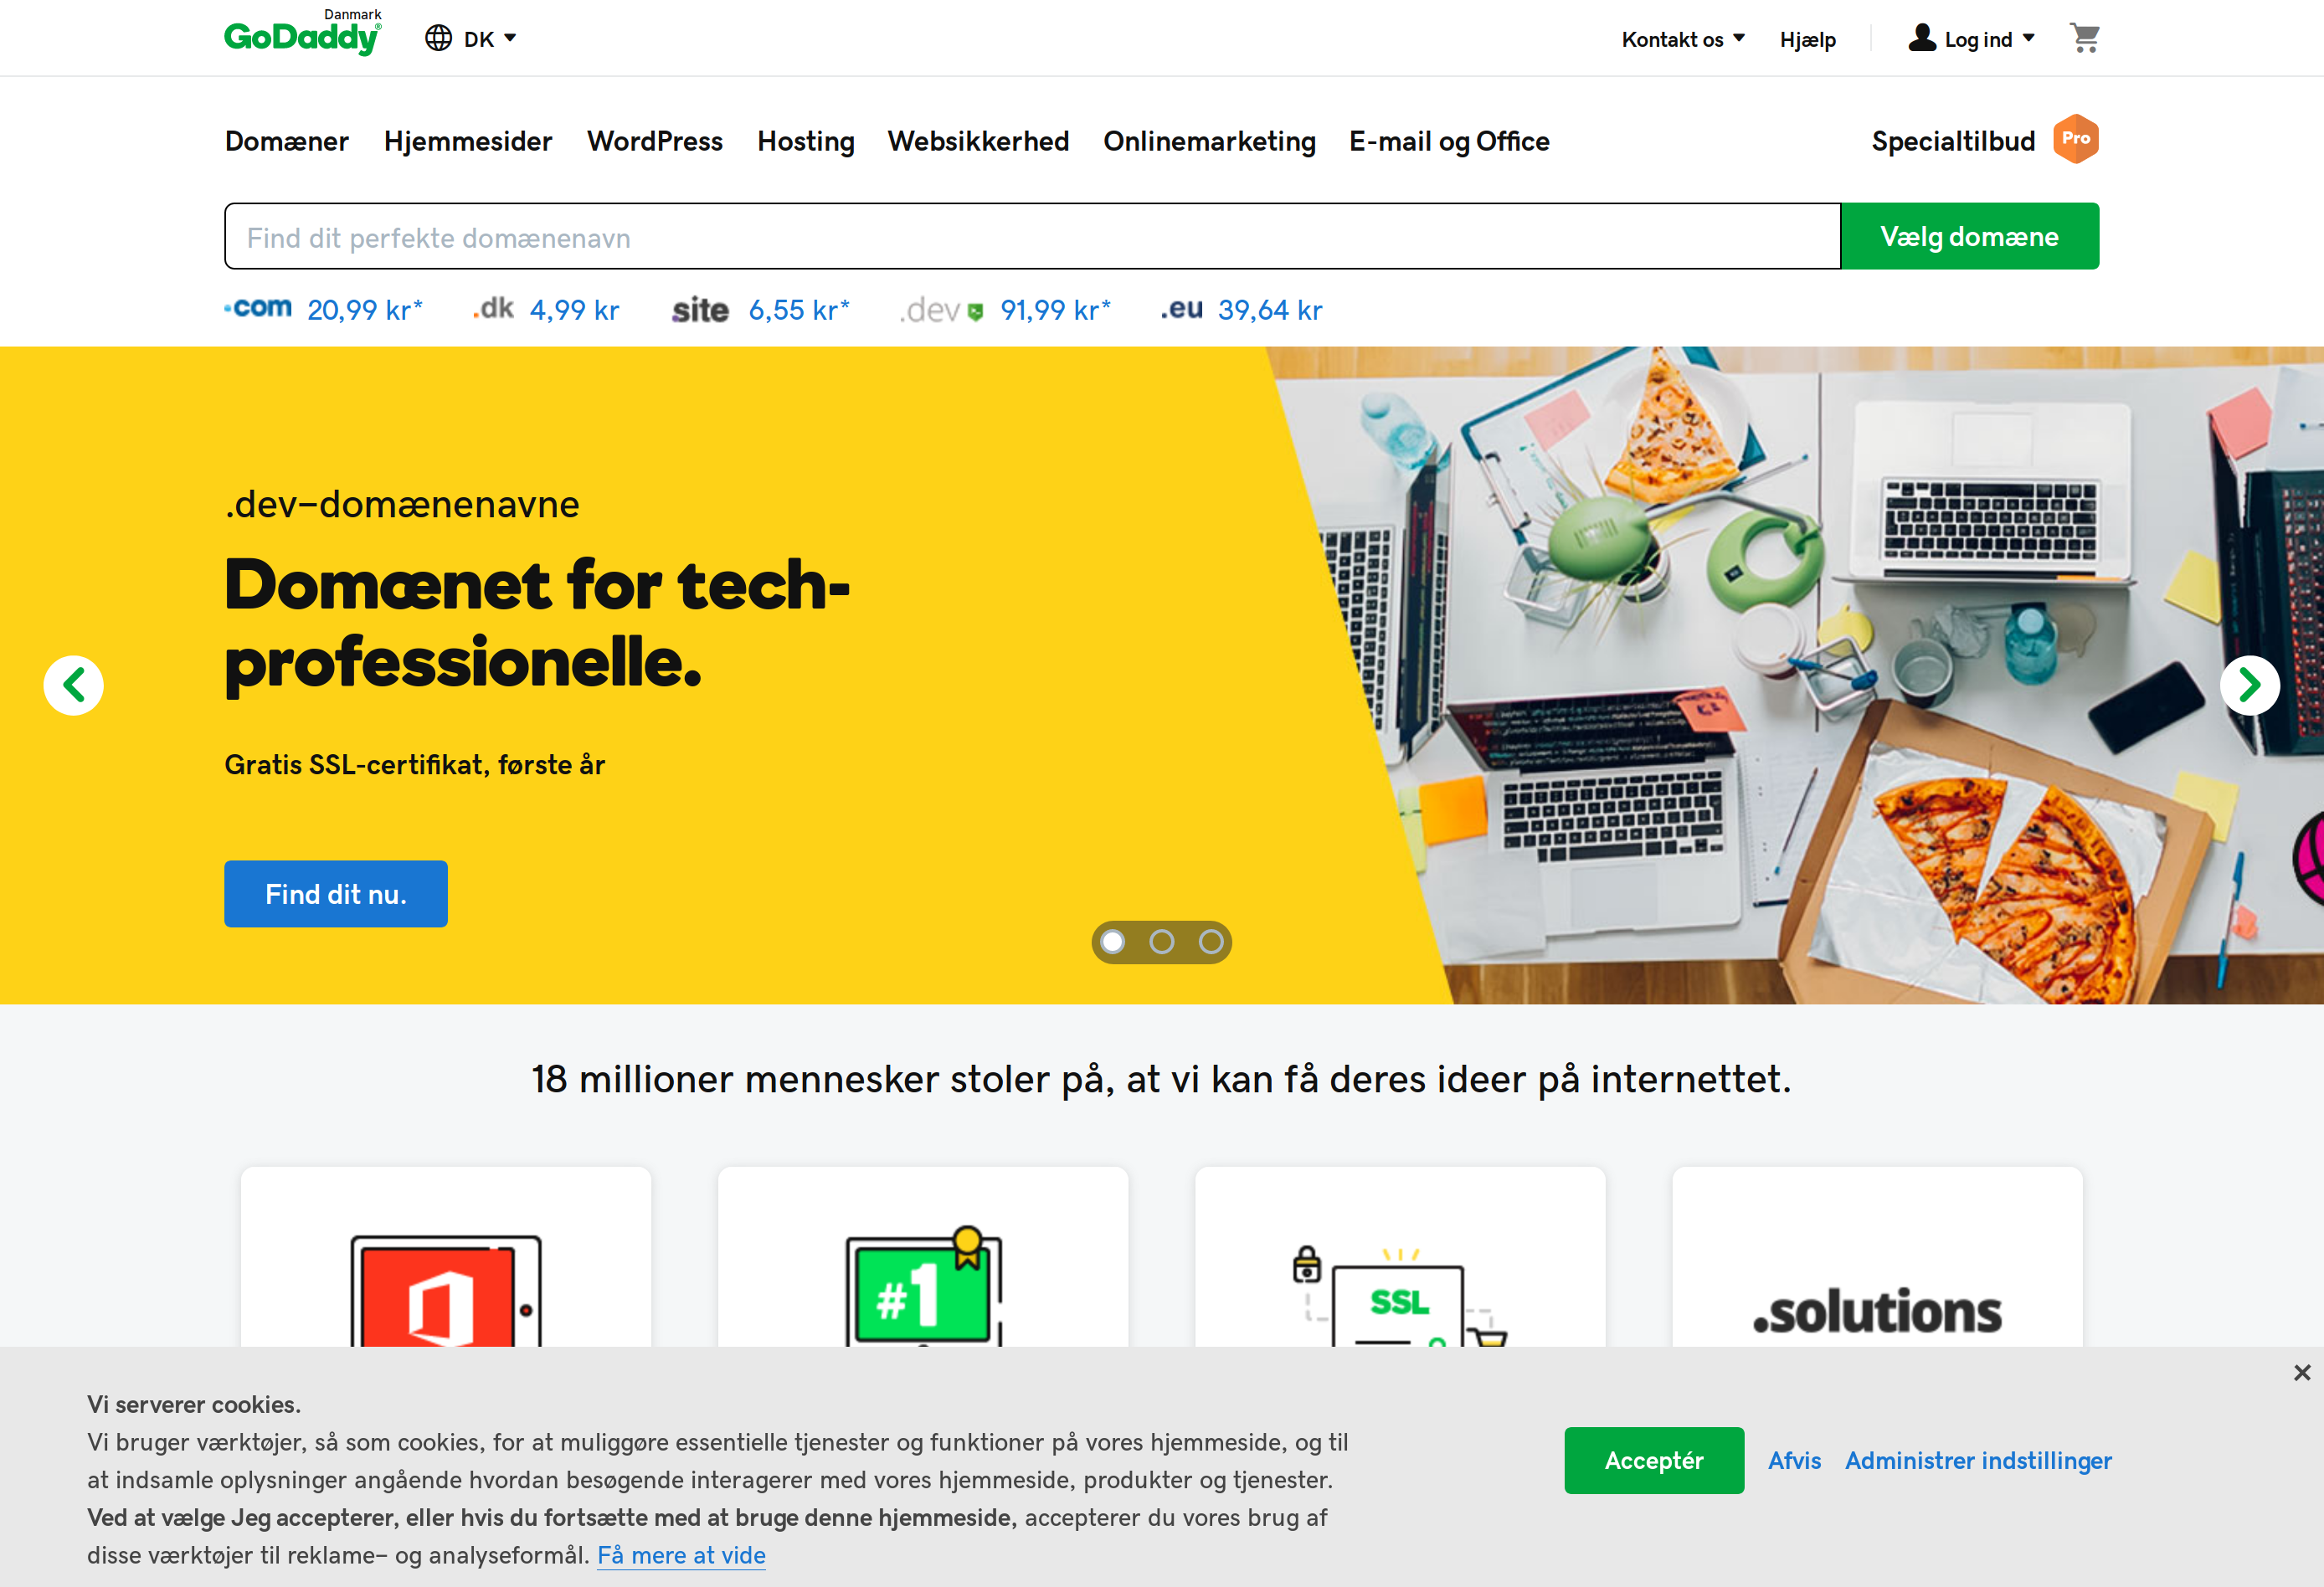 Danmark
GoDaddy®
DK
Kontakt os
Hjælp
Log ind
Domæner
Hjemmesider
WordPress
Hosting
Websikkerhed
Onlinemarketing
E-mail og Office
Specialtilbud
Pro
Find dit perfekte domænenavn
Vælg domæne
.com 20,99 kr*
.dk 4,99 kr
.site 6,55 kr*
.dev 91,99 kr*
.eu 39,64 kr
.dev-domænenavne
Domænet for tech-
professionelle.
Gratis SSL-certifikat, første år
Find dit nu.
18 millioner mennesker stoler på, at vi kan få deres ideer på internettet.
#1
SSL
.solutions
Vi serverer cookies.
Vi bruger værktøjer, så som cookies, for at muliggøre essentielle tjenester og funktioner på vores hjemmeside, og til
at indsamle oplysninger angående hvordan besøgende interagerer med vores hjemmeside, produkter og tjenester.
Ved at vælge Jeg accepterer, eller hvis du fortsætte med at bruge denne hjemmeside, accepterer du vores brug af
disse værktøjer til reklame- og analyseformål. Få mere at vide
Acceptér
Afvis
Administrer indstillinger